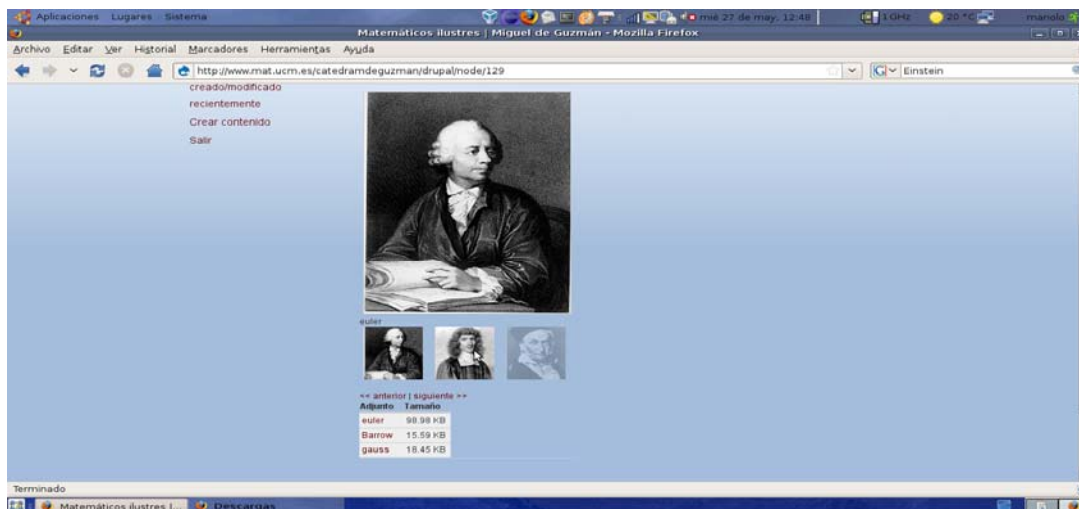 Aplicaciones Lugares Sistema mié 27 de may, 12:48 1 GHz 20 °C manolo
Matemáticos ilustres | Miguel de Guzmán - Mozilla Firefox
Archivo Editar Ver Historial Marcadores Herramientas Ayuda
http://www.mat.ucm.es/catedramdeguzman/drupal/node/129 Einstein
creado/modificado
recientemente
Crear contenido
Salir
euler
<< anterior | siguiente >>
Adjunto Tamaño
euler 98.98 KB
Barrow 15.59 KB
gauss 18.45 KB
Terminado
Matemáticos ilustres |... Descargas